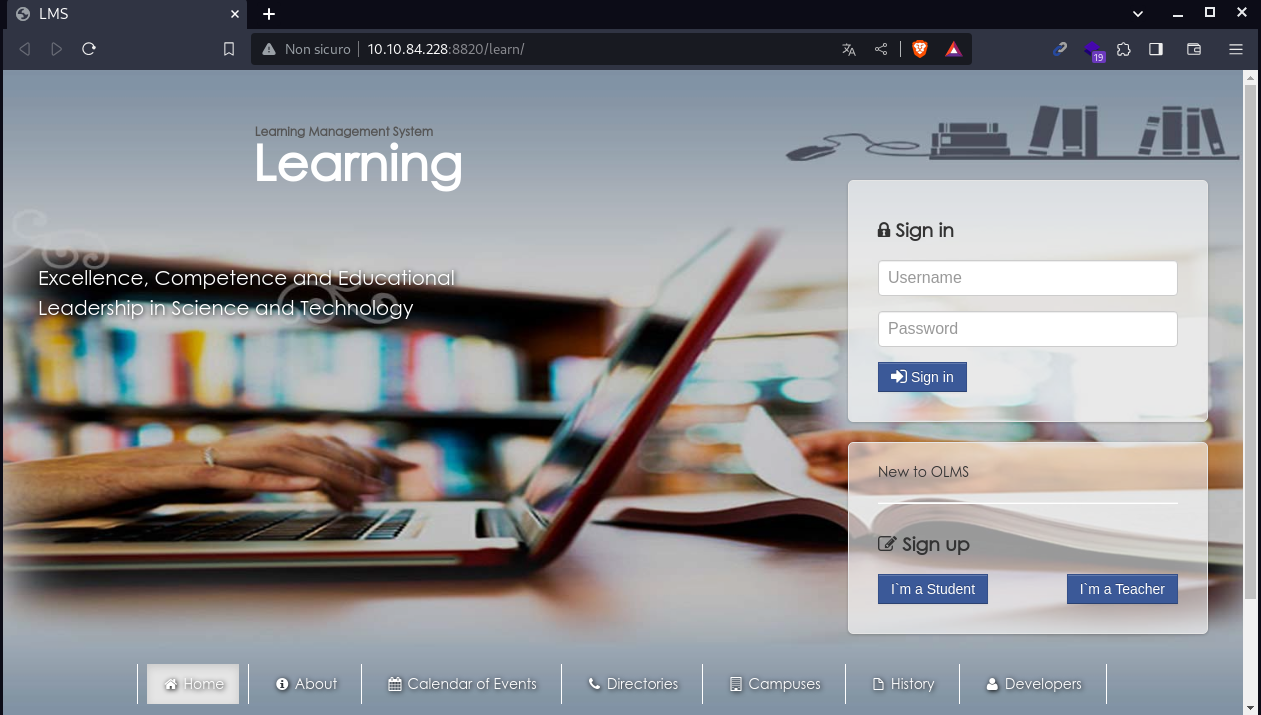 LMS
Non sicuro
10.10.84.228:8820/learn/
19
Learning Management System
Learning
Excellence, Competence and Educational
Leadership in Science and Technology
Sign in
Username
Password
Sign in
New to OLMS
Sign up
I`m a Student
I`m a Teacher
Home
About
Calendar of Events
Directories
Campuses
History
Developers